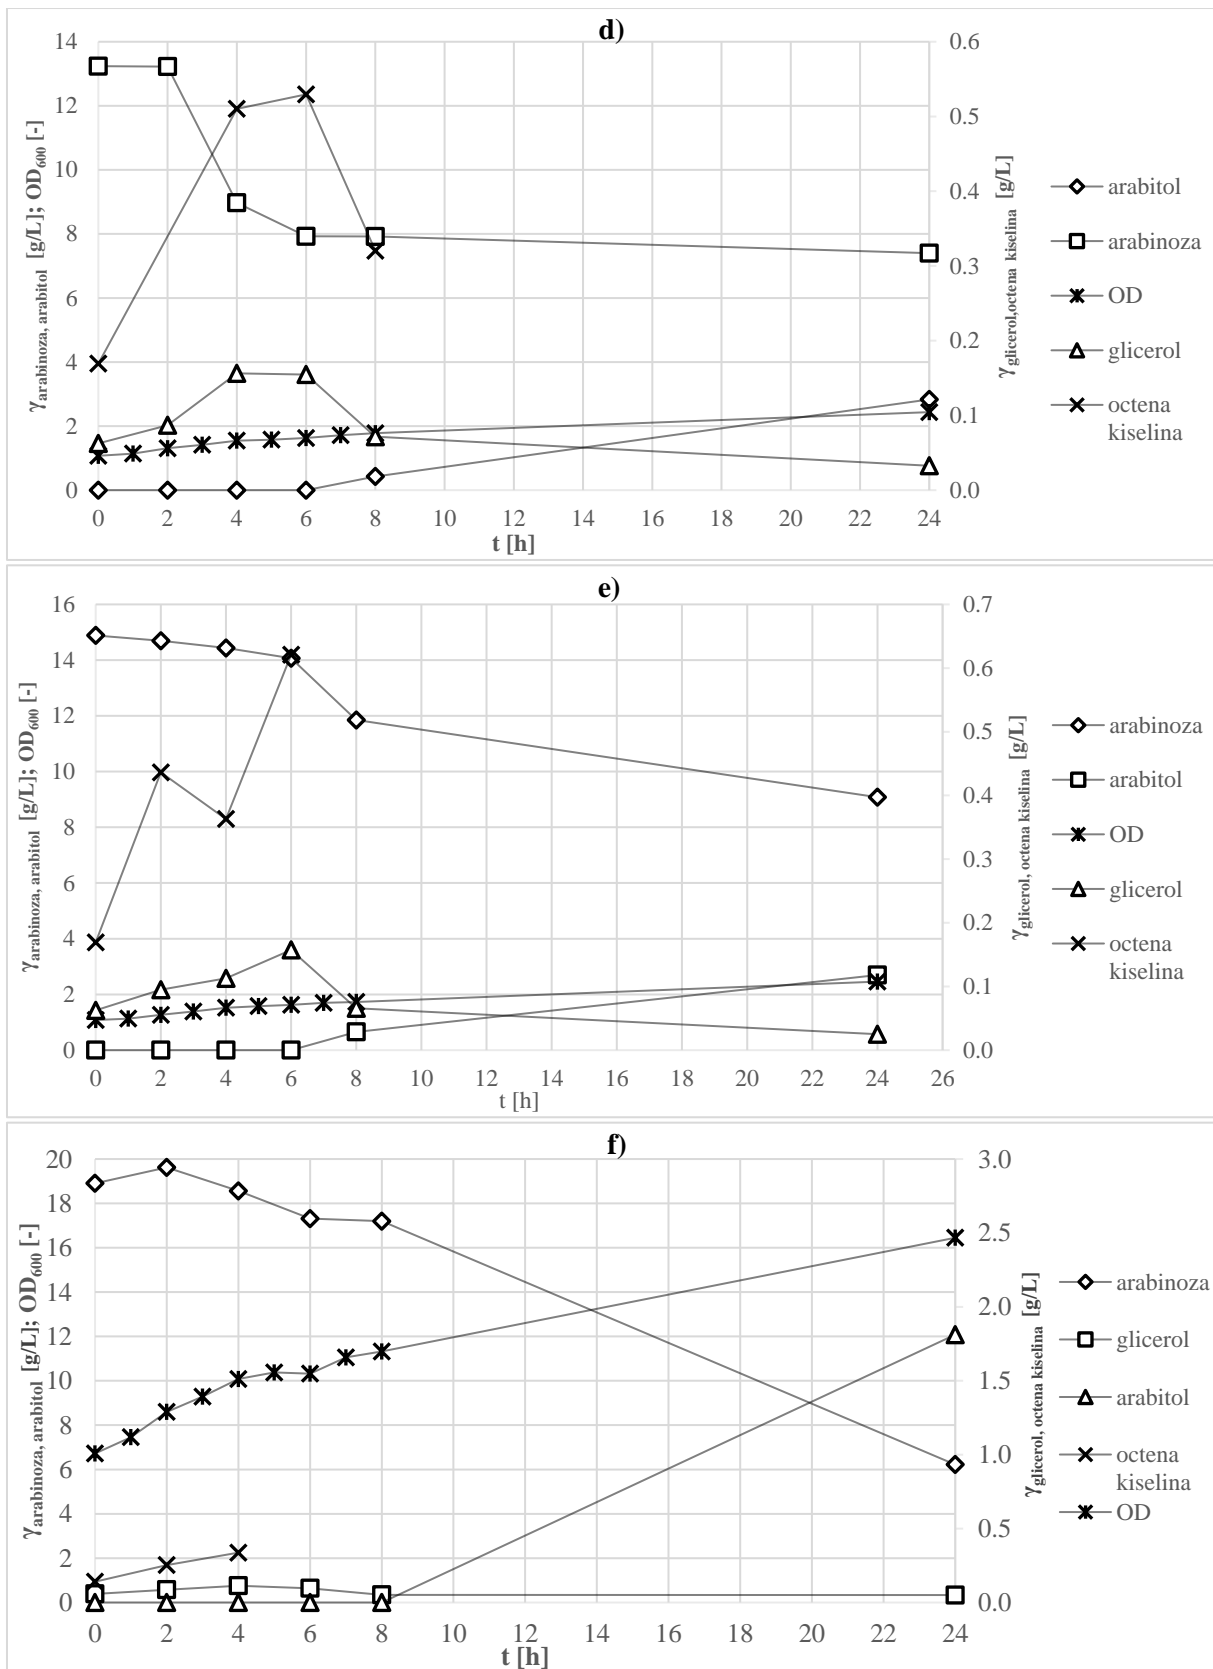 d)
14
12
10
8
6
4
2
0
0.6
0.5
0.4
0.3
0.2
0.1
0.0
γarabinoza, arabitol [g/L]; OD600 [-]
γglicerol,octena kiselina [g/L]
0 2 4 6 8 10 12 14 16 18 20 22 24
t [h]
arabitol
arabinoza
OD
glicerol
octena
kiselina
e)
16
14
12
10
8
6
4
2
0
0.7
0.6
0.5
0.4
0.3
0.2
0.1
0.0
γarabinoza, arabitol [g/L]; OD600 [-]
γglicerol, octena kiselina [g/L]
0 2 4 6 8 10 12 14 16 18 20 22 24 26
t [h]
arabinoza
arabitol
OD
glicerol
octena
kiselina
f)
20
18
16
14
12
10
8
6
4
2
0
3.0
2.5
2.0
1.5
1.0
0.5
0.0
γarabinoza, arabitol [g/L]; OD600 [-]
γglicerol, octena kiselina [g/L]
0 2 4 6 8 10 12 14 16 18 20 22 24
t [h]
arabinoza
glicerol
arabitol
octena
kiselina
OD